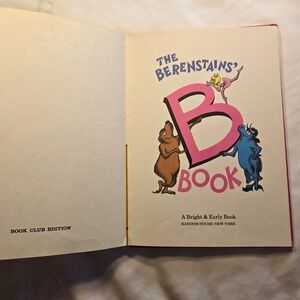 BOOK CLUB EDITION
THE
BERENSTAINS'
B
BOOK
A Bright & Early Book
RANDOM HOUSE/NEW YORK